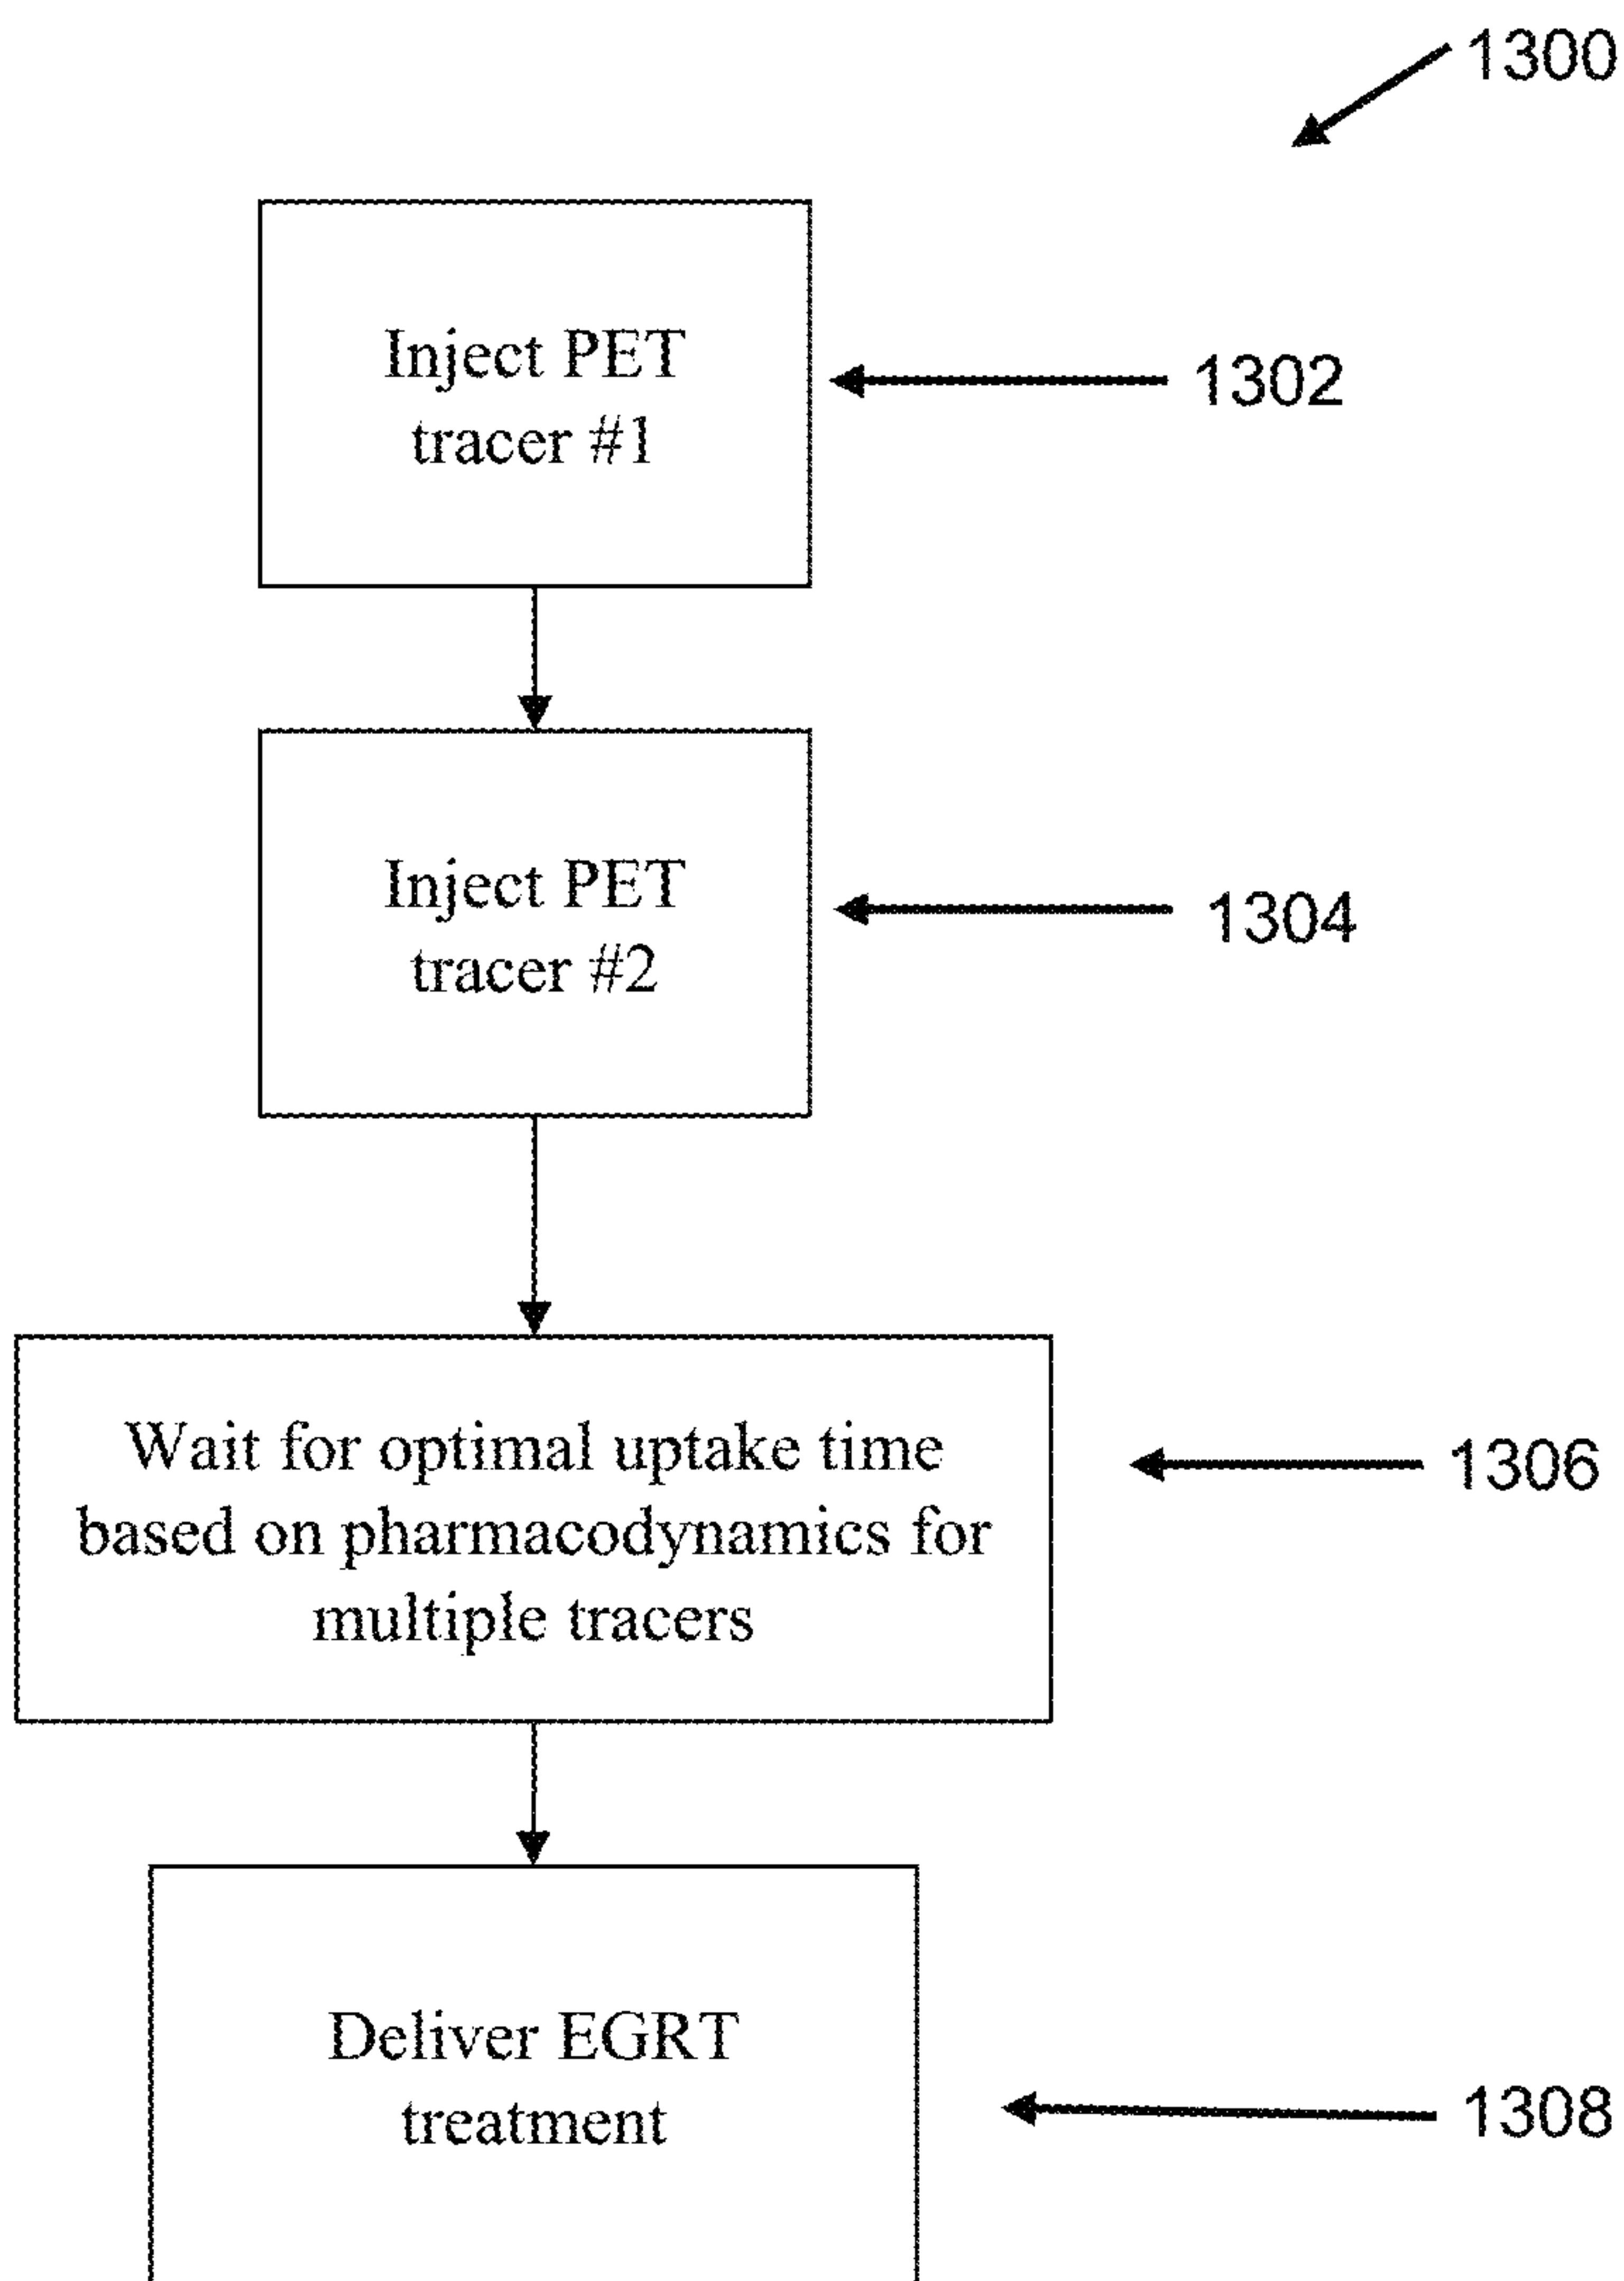 1300
Inject PET
tracer #1
1302
Inject PET
tracer #2
1304
Wait for optimal uptake time
based on pharmacodynamics for
multiple tracers
1306
Deliver EGRT
treatment
1308